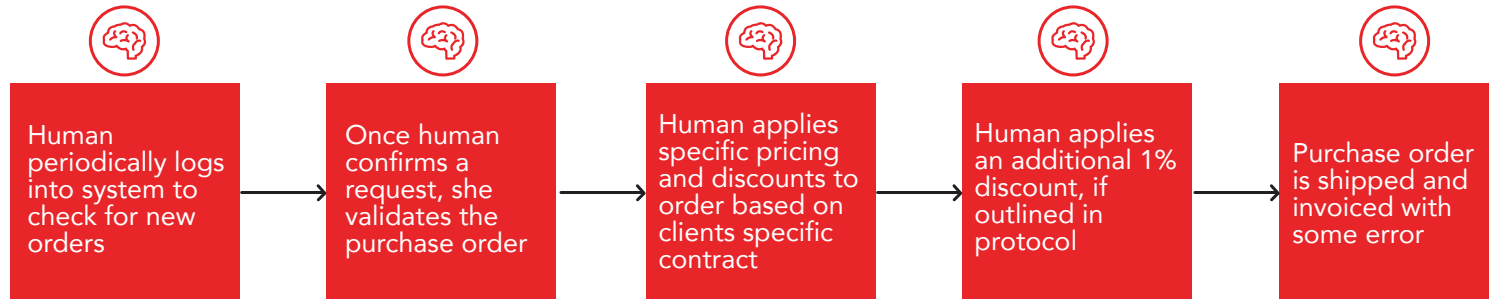 Human
periodically logs
into system to
check for new
orders
Once human
confirms a
request, she
validates the
purchase order
Human applies
specific pricing
and discounts to
order based on
clients specific
contract
Human applies
an additional 1%
discount, if
outlined in
protocol
Purchase order
is shipped and
invoiced with
some error